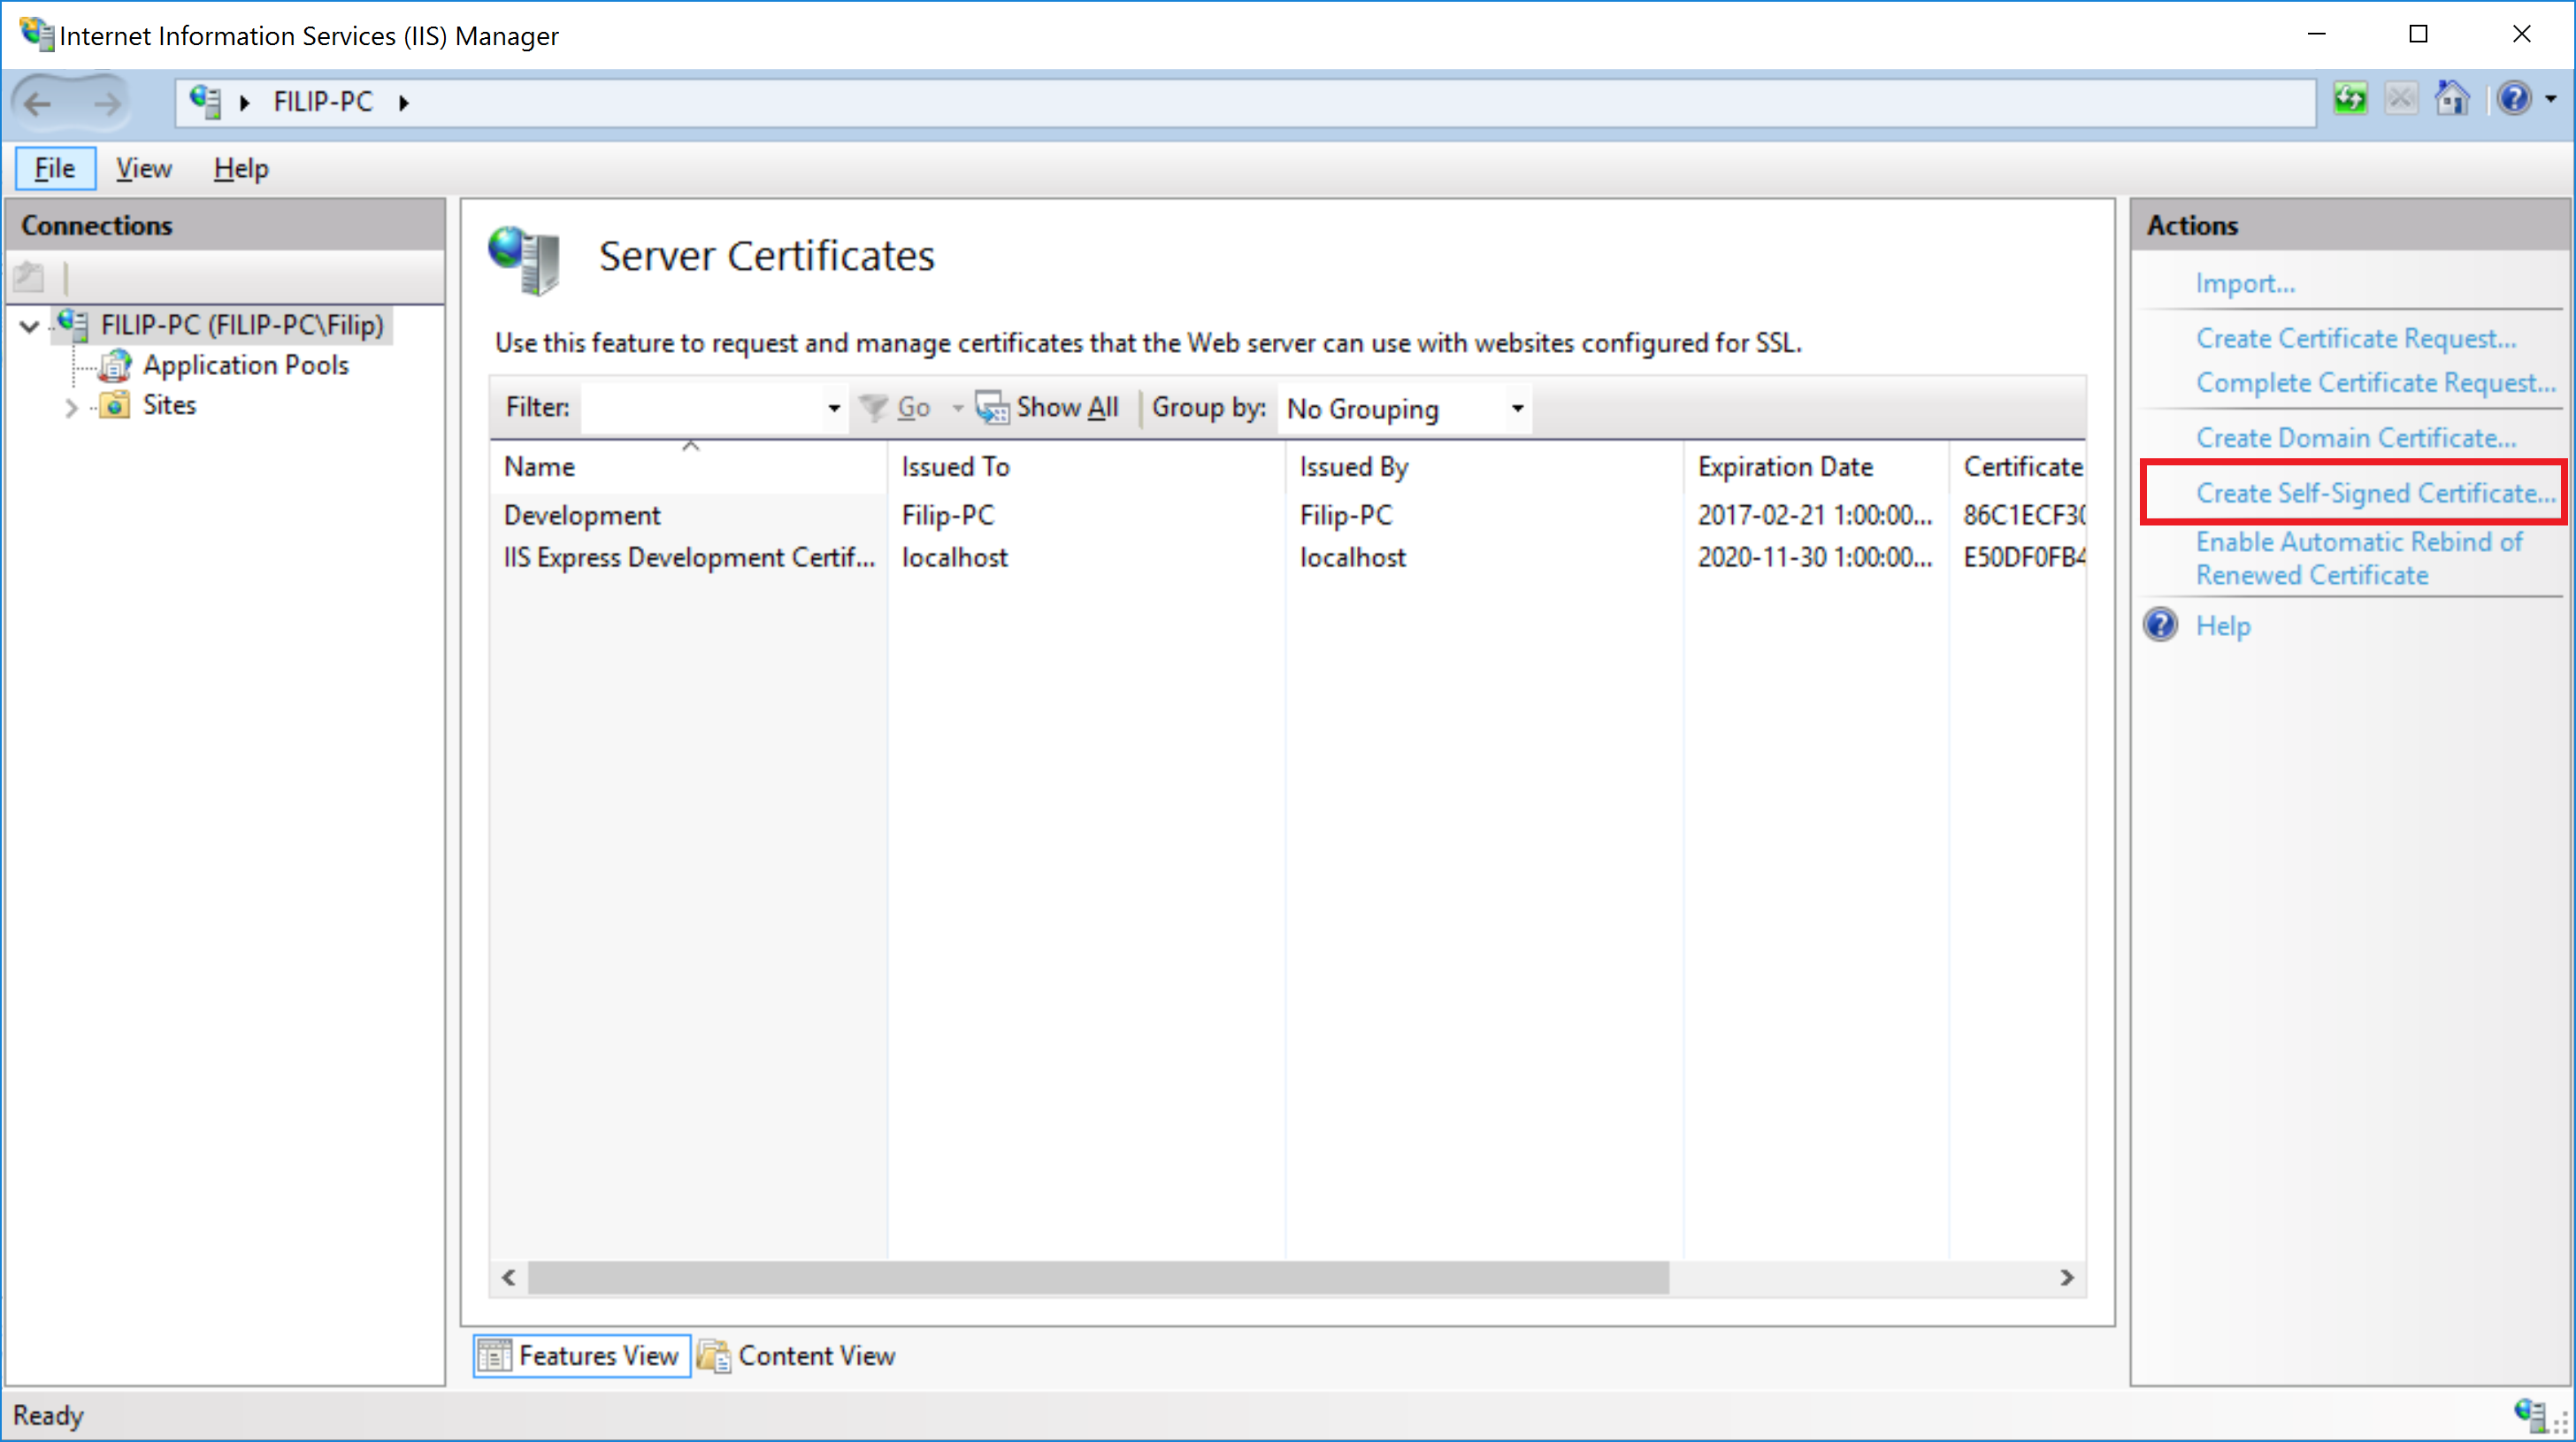 Internet Information Services (IIS) Manager
FILIP-PC
File View Help
Connections
FILIP-PC (FILIP-PC\Filip)
Application Pools
Sites
Server Certificates
Use this feature to request and manage certificates that the Web server can use with websites configured for SSL.
Filter: Go Show All Group by: No Grouping
Name Issued To Issued By Expiration Date Certificate
Development Filip-PC Filip-PC 2017-02-21 1:00:00... 86C1ECF30
IIS Express Development Certif... localhost localhost 2020-11-30 1:00:00... E50DF0FB4
Features View Content View
Actions
Import...
Create Certificate Request...
Complete Certificate Request...
Create Domain Certificate...
Create Self-Signed Certificate...
Enable Automatic Rebind of
Renewed Certificate
Help
Ready